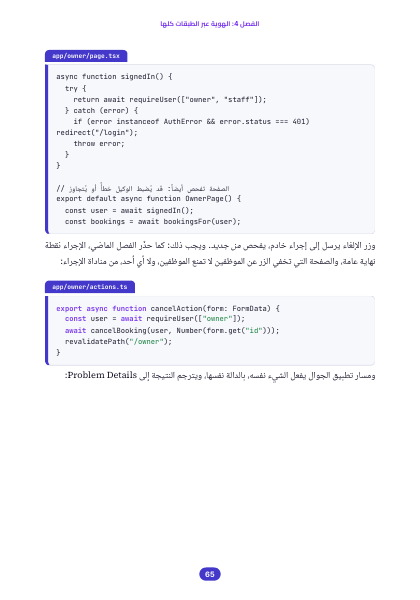 الفصل 4: الهوية عبر الطبقات كلها
app/owner/page.tsx
async function signedIn() {
  try {
    return await requireUser(["owner", "staff"]);
  } catch (error) {
    if (error instanceof AuthError && error.status === 401)
redirect("/login");
    throw error;
  }
}
// الصفحة تفحص أيضاً: قد يُضبط الوكيل خطأً أو يُتجاوز
export default async function OwnerPage() {
  const user = await signedIn();
  const bookings = await bookingsFor(user);
وزر الإلغاء يرسل إلى إجراء خادم، يفحص من جديد. ويجب ذلك: كما حذّر الفصل الماضي، الإجراء نقطة
نهاية عامة، والصفحة التي تخفي الزر عن الموظفين لا تمنع الموظفين، ولا أي أحد، من مناداة الإجراء:
app/owner/actions.ts
export async function cancelAction(form: FormData) {
  const user = await requireUser(["owner"]);
  await cancelBooking(user, Number(form.get("id")));
  revalidatePath("/owner");
}
ومسار تطبيق الجوال يفعل الشيء نفسه، بالدالة نفسها، ويترجم النتيجة إلى Problem Details:
65